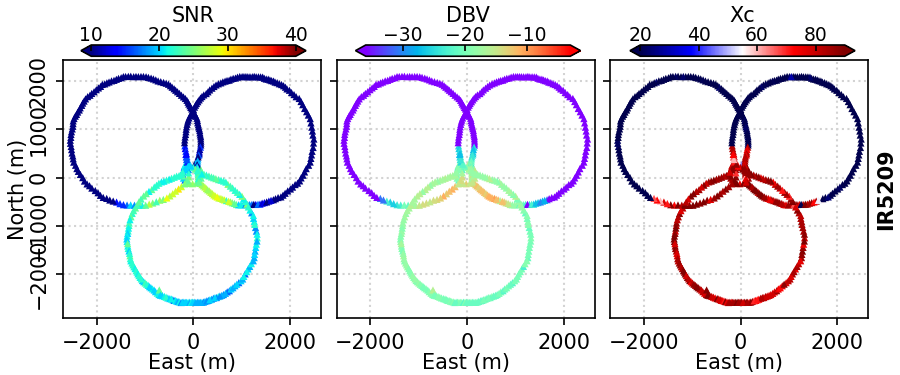 SNR DBV Xc
10 20 30 40 −30 −20 −10 20 40 60 80
2000
1000
0
−1000
−2000
North (m)
IR5209
−2000 0 2000 −2000 0 2000 −2000 0 2000
East (m) East (m) East (m)